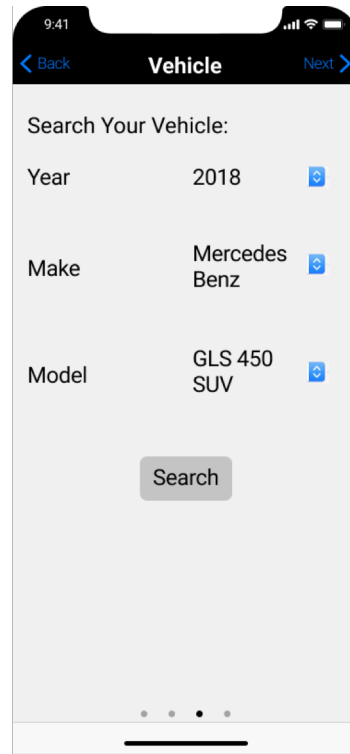 9:41
Back Vehicle Next
Search Your Vehicle:
Year 2018
Make Mercedes
Benz
Model GLS 450
SUV
Search